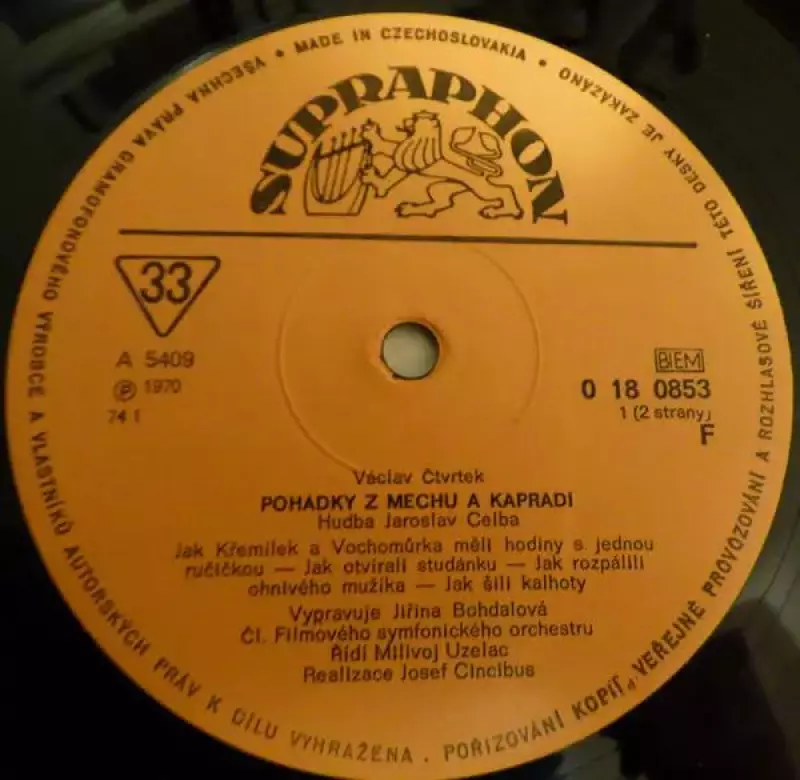 MADE IN CZECHOSLOVAKIA •
VŠECHNA PRÁVA GRAMOFONOVÉHO VÝROBCE A VLASTNÍKŮ AUTORSKÝCH PRÁV K DÍLU VYHRAŽENA . POŘIZOVÁNÍ KOPIÍ, VEŘEJNÉ PROVOZOVÁNÍ A ROZHLASOVÉ ŠÍŘENÍ TÉTO DESKY JE ZAKÁZÁNO •
SUPRAPHON
33
A 5409
Ⓟ 1970
74 1
BIEM
0 18 0853
1 (2 strany)
F
Václav Čtvrtek
POHADKY Z MECHU A KAPRADI
Hudba Jaroslav Celba
Jak Křemílek a Vochomůrka měli hodiny s jednou
ručičkou — Jak otvírali studánku — Jak rozpálili
ohnivého mužíka — Jak šili kalhoty
Vypravuje Jiřina Bohdalová
Čl. Filmového symfonického orchestru
Řídí Milivoj Uzelac
Realizace Josef Cincibus